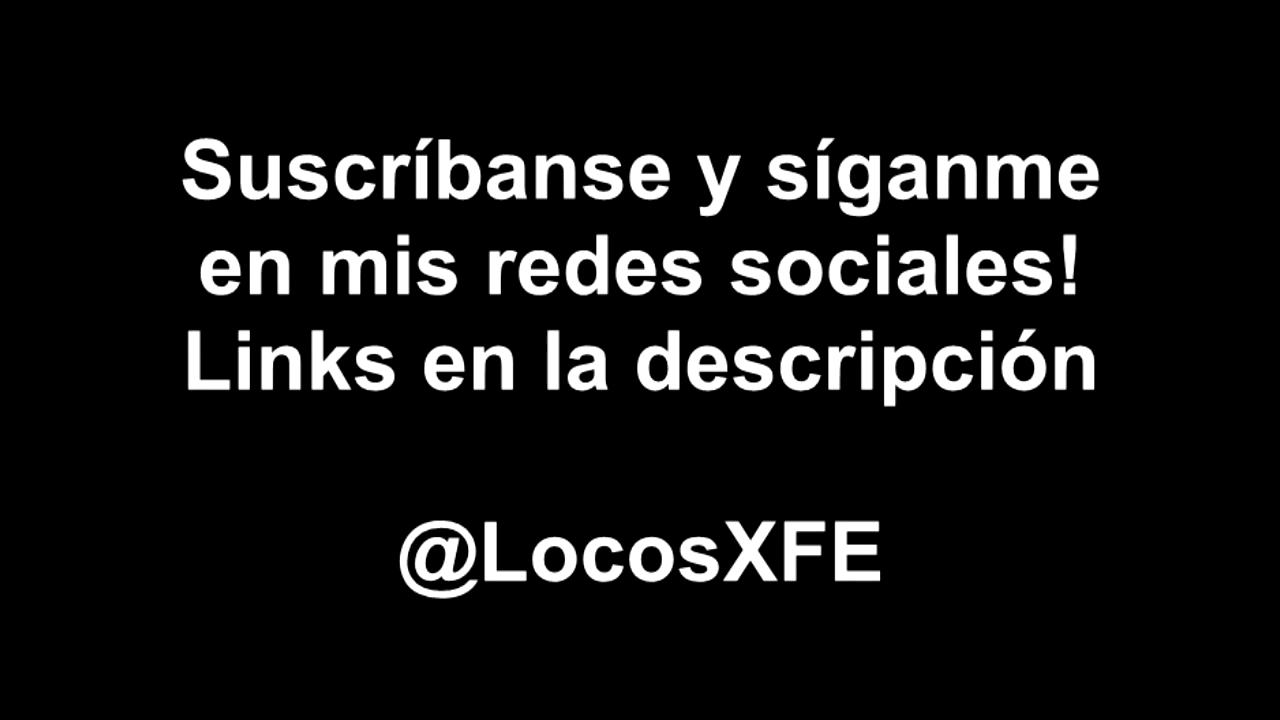 Suscríbanse y síganme
en mis redes sociales!
Links en la descripción
@LocosXFE